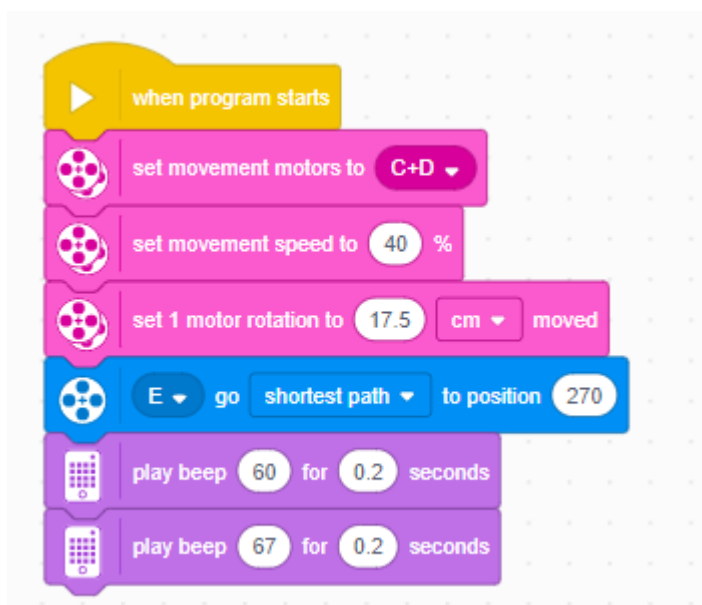 when program starts
set movement motors to C+D
set movement speed to 40 %
set 1 motor rotation to 17.5 cm moved
E go shortest path to position 270
play beep 60 for 0.2 seconds
play beep 67 for 0.2 seconds